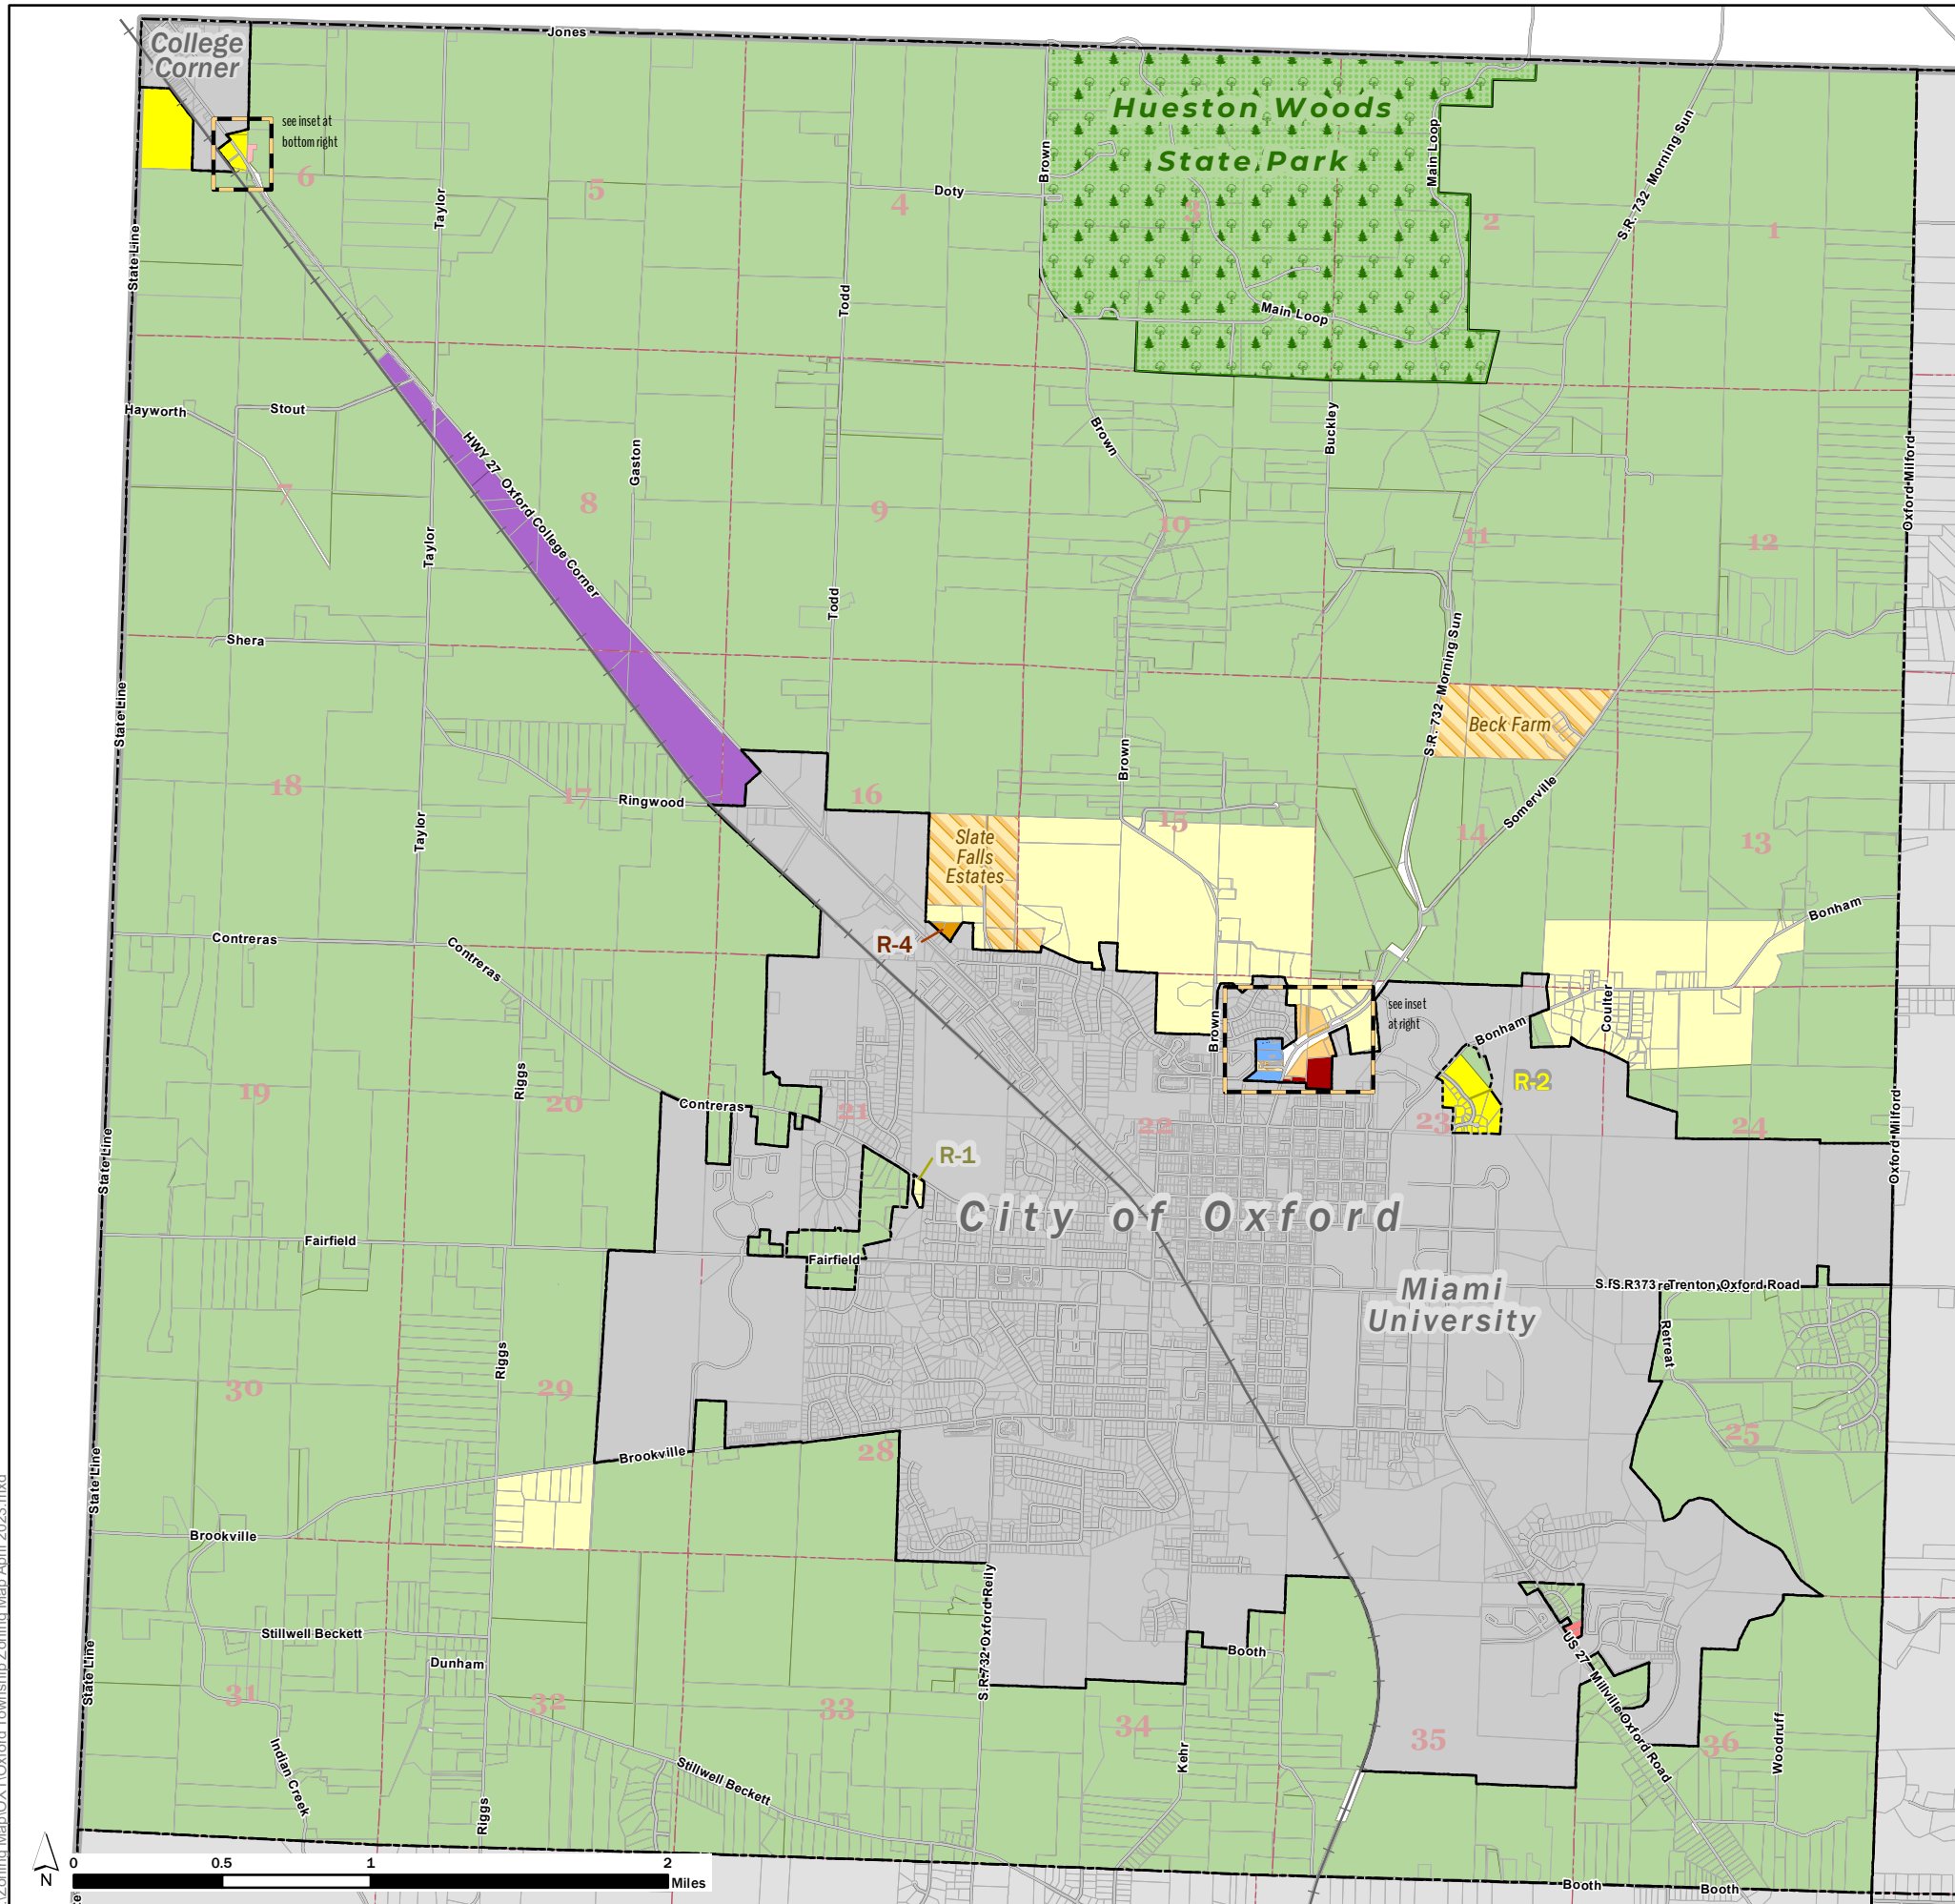 College
Corner
Jones
see inset at
bottom right
Hueston Woods
State Park
Brown
Main Loop
S.R. 732 Morning Sun
6
5
4
3
2
1
Doty
Taylor
State Line
Todd
Main Loop
Hayworth
Stout
HWY 27 Oxford College Corner
Gaston
Brown
Buckley
Oxford Milford
7
8
9
10
11
12
Taylor
Todd
Shera
S.R. 732 Morning Sun
State Line
Beck Farm
Brown
18
17
Ringwood
16
15
14
13
Somerville
Taylor
Slate
Falls
Estates
Bonham
R-4
Contreras
Contreras
see inset
at right
Brown
Bonham
Coulter
R-2
Riggs
19
20
Contreras
21
22
23
24
State Line
Oxford Milford
R-1
City of Oxford
Fairfield
Fairfield
Miami
University
Trenton Oxford Road
Retreat
Riggs
30
29
28
25
Brookville
State Line
Brookville
Stillwell Beckett
Dunham
S.R.732 Oxford Reily
Booth
US 27 Millville Oxford Road
State Line
31
32
33
34
35
36
Indian Creek
Riggs
Stillwell Beckett
Kehr
Woodruff
N
0 0.5 1 2
Miles
Booth
Booth